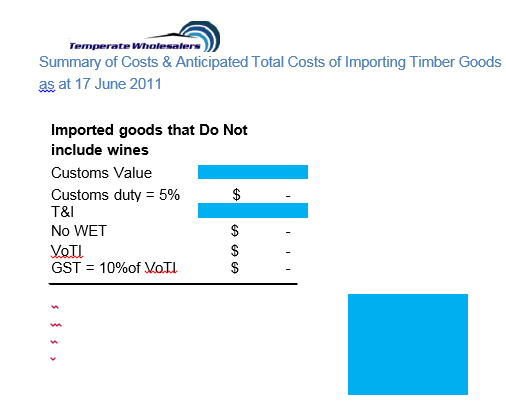 Temperate Wholesalers
Summary of Costs & Anticipated Total Costs of Importing Timber Goods
as at 17 June 2011
Imported goods that Do Not
include wines
Customs Value
Customs duty = 5% $ -
T&I
No WET $ -
VoTI $ -
GST = 10%of VoTI $ -